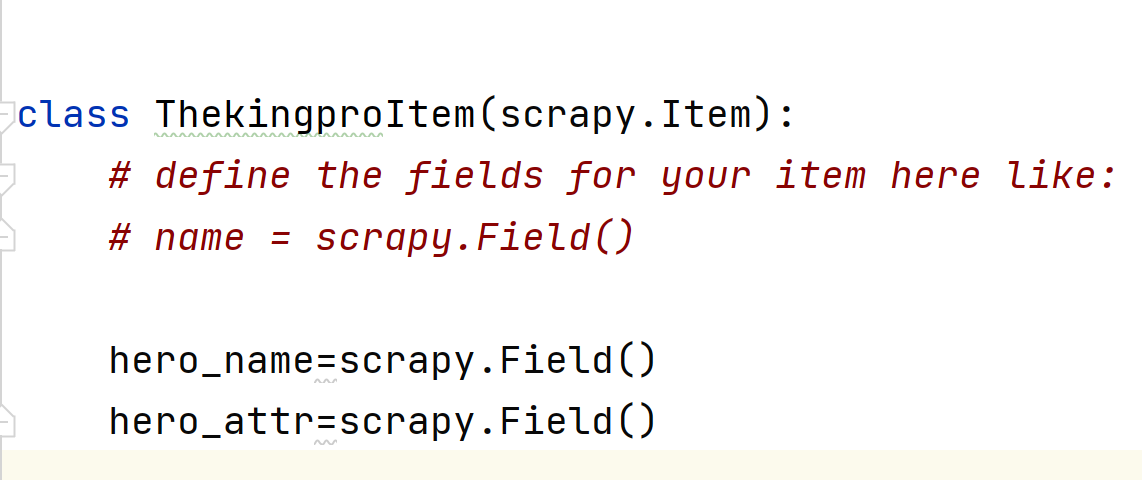 class ThekingproItem(scrapy.Item):
    # define the fields for your item here like:
    # name = scrapy.Field()
    hero_name=scrapy.Field()
    hero_attr=scrapy.Field()